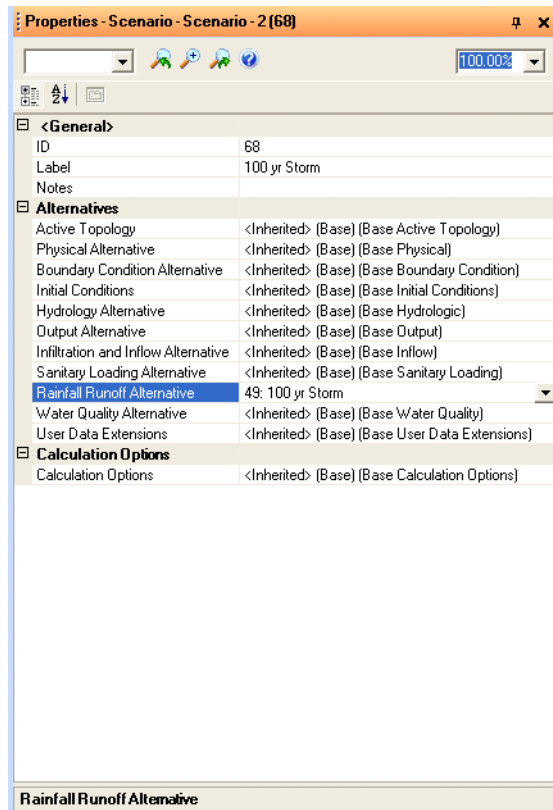 Properties - Scenario - Scenario - 2 (68)
100.00%
<General>
ID 68
Label 100 yr Storm
Notes
Alternatives
Active Topology <Inherited> (Base) (Base Active Topology)
Physical Alternative <Inherited> (Base) (Base Physical)
Boundary Condition Alternative <Inherited> (Base) (Base Boundary Condition)
Initial Conditions <Inherited> (Base) (Base Initial Conditions)
Hydrology Alternative <Inherited> (Base) (Base Hydrologic)
Output Alternative <Inherited> (Base) (Base Output)
Infiltration and Inflow Alternative <Inherited> (Base) (Base Inflow)
Sanitary Loading Alternative <Inherited> (Base) (Base Sanitary Loading)
Rainfall Runoff Alternative 49: 100 yr Storm
Water Quality Alternative <Inherited> (Base) (Base Water Quality)
User Data Extensions <Inherited> (Base) (Base User Data Extensions)
Calculation Options
Calculation Options <Inherited> (Base) (Base Calculation Options)
Rainfall Runoff Alternative